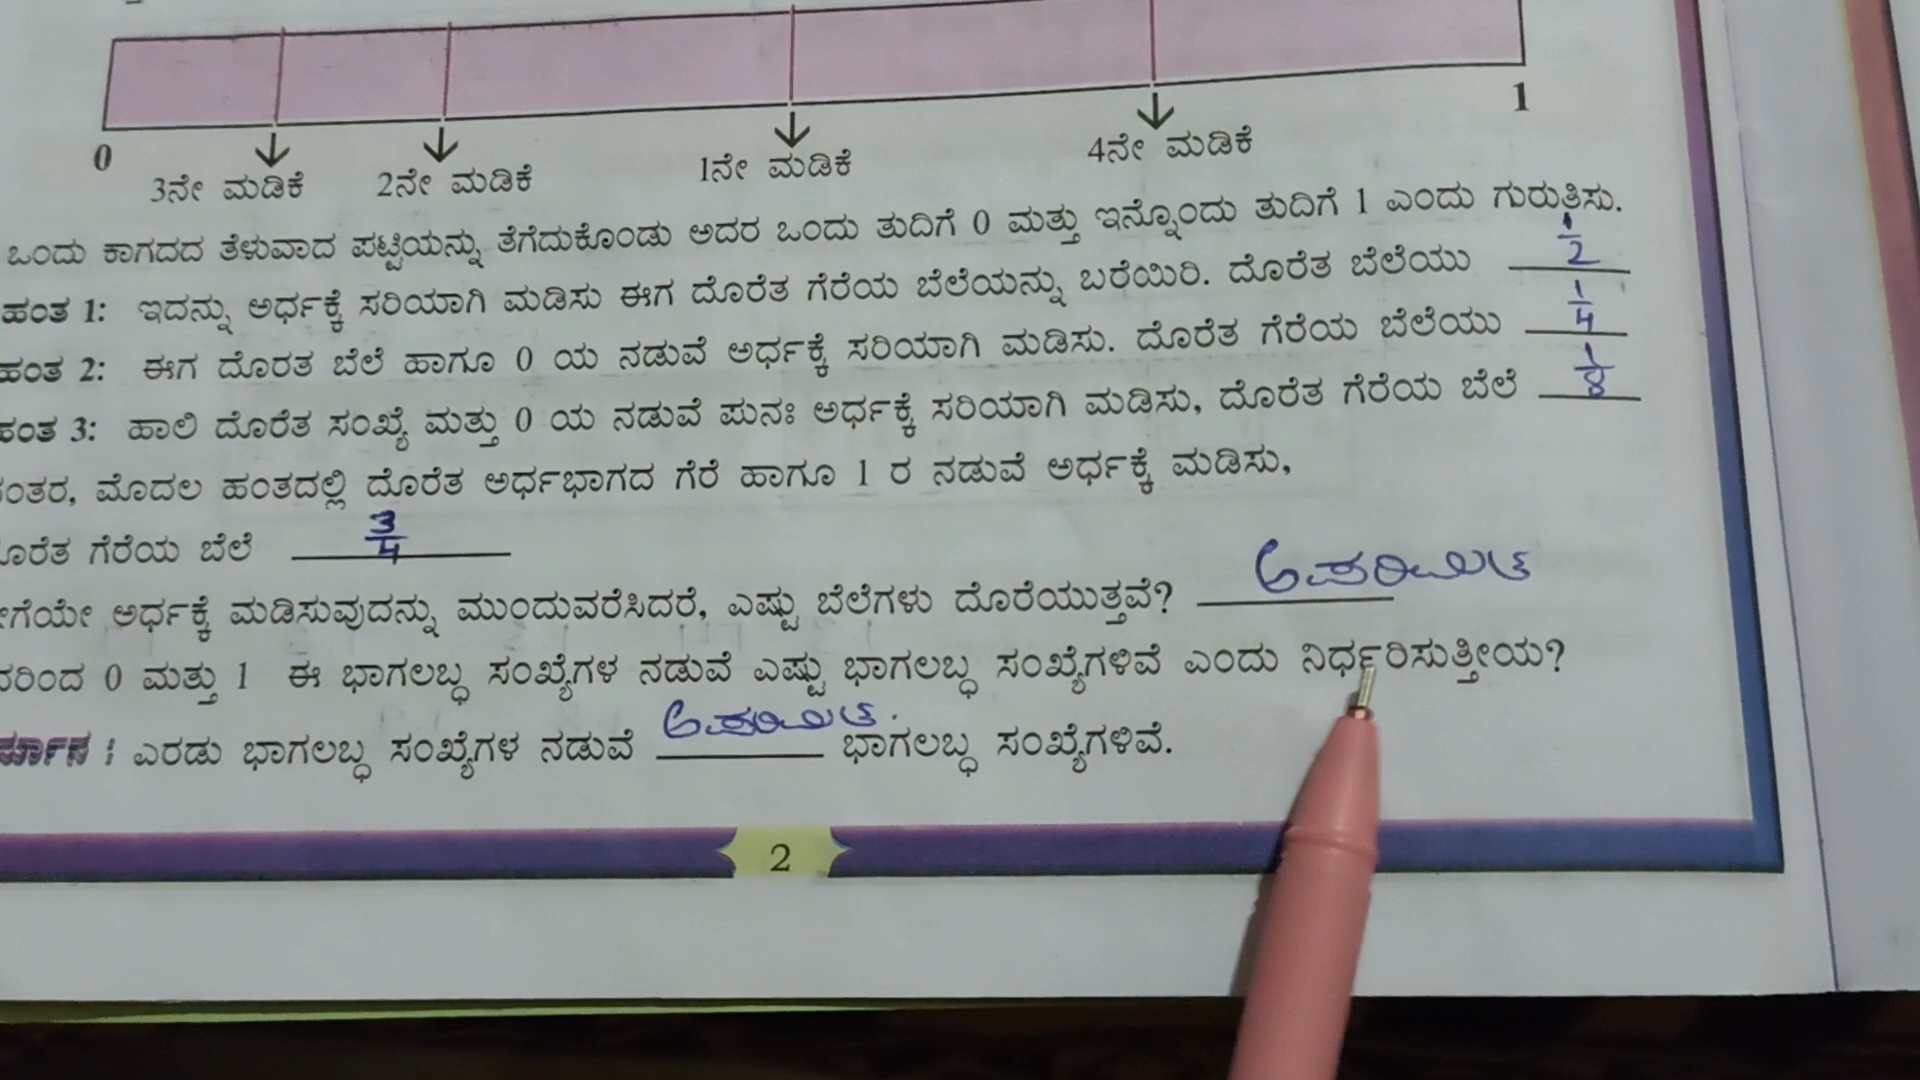 0 1
3ನೇ ಮಡಿಕೆ 2ನೇ ಮಡಿಕೆ 1ನೇ ಮಡಿಕೆ 4ನೇ ಮಡಿಕೆ
ಒಂದು ಕಾಗದದ ತೆಳುವಾದ ಪಟ್ಟಿಯನ್ನು ತೆಗೆದುಕೊಂಡು ಅದರ ಒಂದು ತುದಿಗೆ 0 ಮತ್ತು ಇನ್ನೊಂದು ತುದಿಗೆ 1 ಎಂದು ಗುರುತಿಸು.
ಹಂತ 1: ಇದನ್ನು ಅರ್ಧಕ್ಕೆ ಸರಿಯಾಗಿ ಮಡಿಸು ಈಗ ದೊರೆತ ಗೆರೆಯ ಬೆಲೆಯನ್ನು ಬರೆಯಿರಿ. ದೊರೆತ ಬೆಲೆಯು 1/2
ಹಂತ 2: ಈಗ ದೊರತ ಬೆಲೆ ಹಾಗೂ 0 ಯ ನಡುವೆ ಅರ್ಧಕ್ಕೆ ಸರಿಯಾಗಿ ಮಡಿಸು. ದೊರೆತ ಗೆರೆಯ ಬೆಲೆಯು 1/4
ಹಂತ 3: ಹಾಲಿ ದೊರೆತ ಸಂಖ್ಯೆ ಮತ್ತು 0 ಯ ನಡುವೆ ಪುನಃ ಅರ್ಧಕ್ಕೆ ಸರಿಯಾಗಿ ಮಡಿಸು, ದೊರೆತ ಗೆರೆಯ ಬೆಲೆ 1/8
ನಂತರ, ಮೊದಲ ಹಂತದಲ್ಲಿ ದೊರೆತ ಅರ್ಧಭಾಗದ ಗೆರೆ ಹಾಗೂ 1 ರ ನಡುವೆ ಅರ್ಧಕ್ಕೆ ಮಡಿಸು,
ಗೆರೆಯ ಬೆಲೆ 3/4
ಅರ್ಧಕ್ಕೆ ಮಡಿಸುವುದನ್ನು ಮುಂದುವರೆಸಿದರೆ, ಎಷ್ಟು ಬೆಲೆಗಳು ದೊರೆಯುತ್ತವೆ? ಅಪರಿಮಿತ
0 ಮತ್ತು 1 ಈ ಭಾಗಲಬ್ಧ ಸಂಖ್ಯೆಗಳ ನಡುವೆ ಎಷ್ಟು ಭಾಗಲಬ್ಧ ಸಂಖ್ಯೆಗಳಿವೆ ಎಂದು ನಿರ್ಧರಿಸುತ್ತೀಯ?
ಎರಡು ಭಾಗಲಬ್ಧ ಸಂಖ್ಯೆಗಳ ನಡುವೆ ಅಪರಿಮಿತ ಭಾಗಲಬ್ಧ ಸಂಖ್ಯೆಗಳಿವೆ.
2